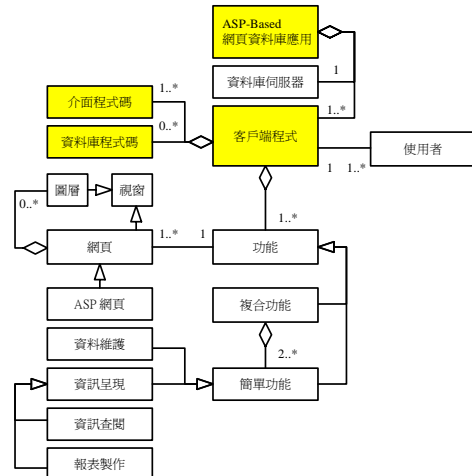 ASP-Based
網頁資料庫應用
1
資料庫伺服器
1..*
介面程式碼
1..*
0..*
資料庫程式碼
客戶端程式
使用者
1
1..*
圖層
視窗
0..*
1..*
1..*
1
網頁
功能
ASP 網頁
複合功能
資料維護
2..*
資訊呈現
簡單功能
資訊查閱
報表製作